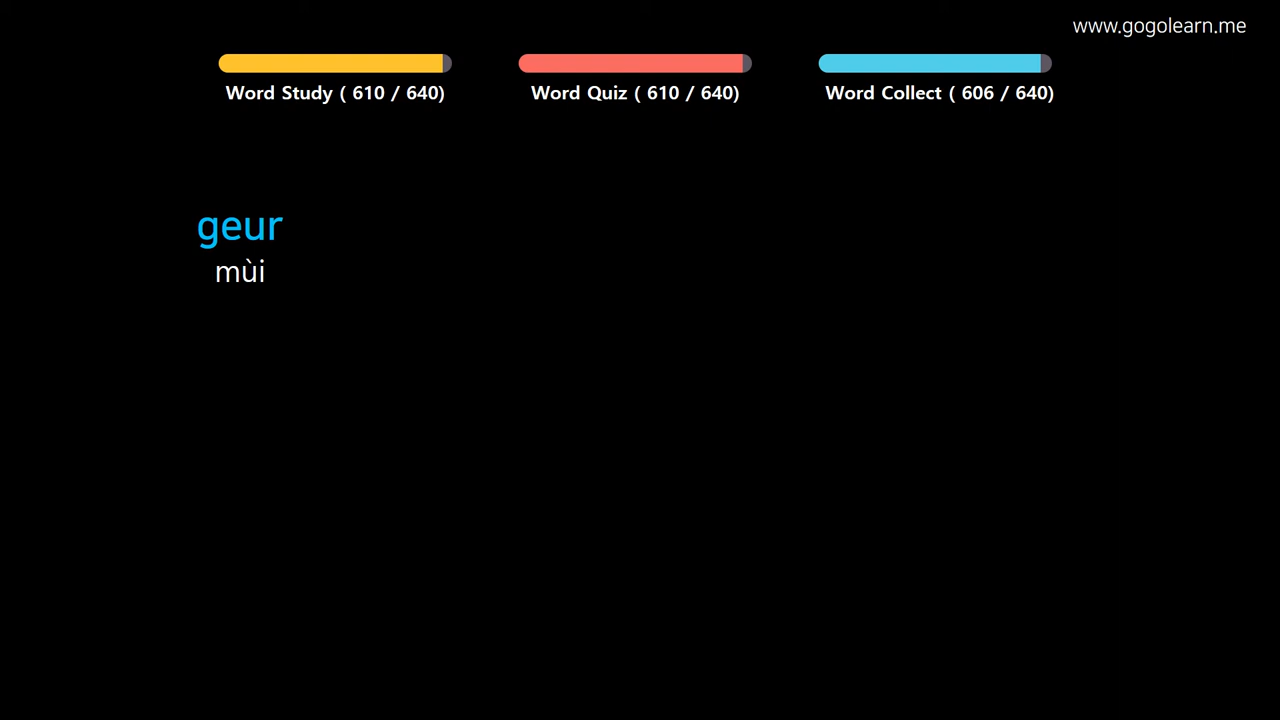 www.gogolearn.me
Word Study ( 610 / 640)
Word Quiz ( 610 / 640)
Word Collect ( 606 / 640)
geur
mùi